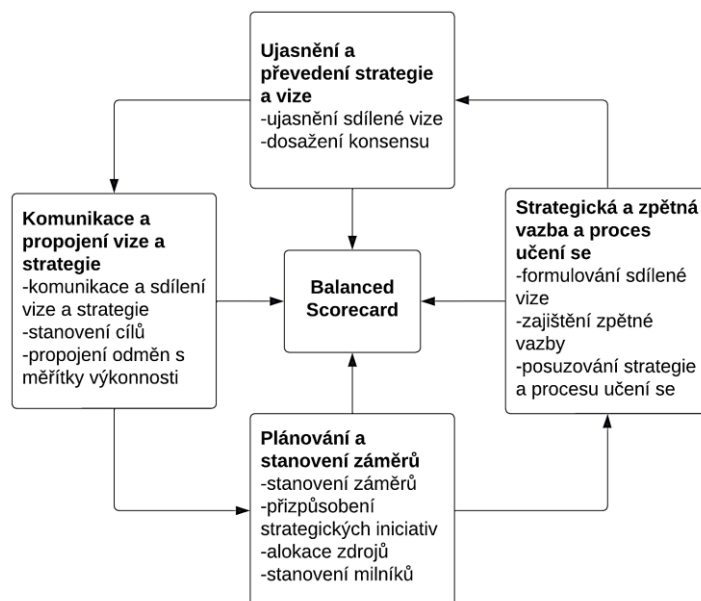 Ujasnění a
převedení strategie
a vize
-ujasnění sdílené vize
-dosažení konsensu
Komunikace a
propojení vize a
strategie
-komunikace a sdílení
vize a strategie
-stanovení cílů
-propojení odměn s
měřítky výkonnosti
Balanced
Scorecard
Strategická a zpětná
vazba a proces
učení se
-formulování sdílené
vize
-zajištění zpětné
vazby
-posuzování strategie
a procesu učení se
Plánování a
stanovení záměrů
-stanovení záměrů
-přizpůsobení
strategických iniciativ
-alokace zdrojů
-stanovení milníků